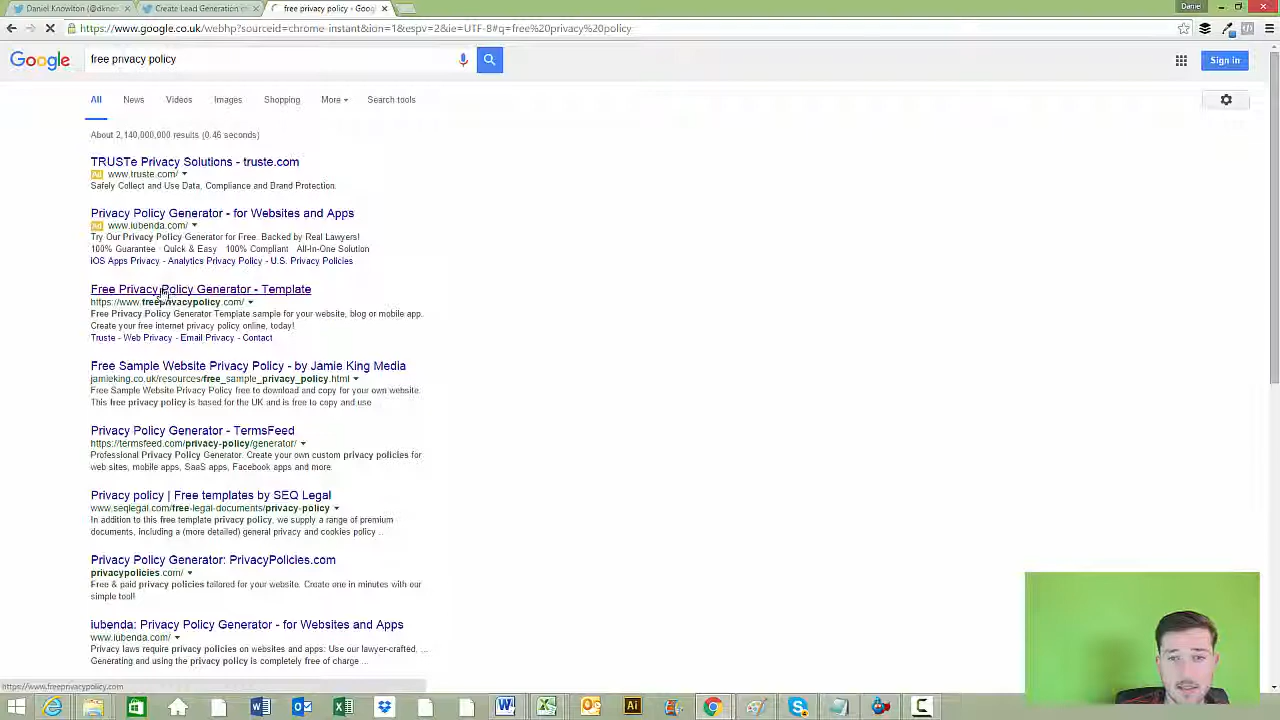 Daniel Knowlton (@dknow
Create Lead Generation c
free privacy policy - Goog
Daniel
https://www.google.co.uk/webhp?sourceid=chrome-instant&ion=1&espv=2&ie=UTF-8#q=free%20privacy%20policy
Google
free privacy policy
Sign in
All News Videos Images Shopping More Search tools
About 2,140,000,000 results (0.46 seconds)
TRUSTe Privacy Solutions - truste.com
Ad www.truste.com/
Safely Collect and Use Data, Compliance and Brand Protection.
Privacy Policy Generator - for Websites and Apps
Ad www.iubenda.com/
Try Our Privacy Policy Generator for Free. Backed by Real Lawyers!
100% Guarantee · Quick & Easy · 100% Compliant · All-In-One Solution
iOS Apps Privacy - Analytics Privacy Policy - U.S. Privacy Policies
Free Privacy Policy Generator - Template
https://www.freeprivacypolicy.com/
Free Privacy Policy Generator Template sample for your website, blog or mobile app.
Create your free internet privacy policy online, today!
Truste - Web Privacy - Email Privacy - Contact
Free Sample Website Privacy Policy - by Jamie King Media
jamieking.co.uk/resources/free_sample_privacy_policy.html
Free Sample Website Privacy Policy free to download and copy for your own website.
This free privacy policy is based for the UK and is free to copy and use
Privacy Policy Generator - TermsFeed
https://termsfeed.com/privacy-policy/generator/
Professional Privacy Policy Generator. Create your own custom privacy policies for
web sites, mobile apps, SaaS apps, Facebook apps and more.
Privacy policy | Free templates by SEQ Legal
www.seqlegal.com/free-legal-documents/privacy-policy
In addition to this free template privacy policy, we supply a range of premium
documents, including a (more detailed) general privacy and cookies policy ...
Privacy Policy Generator: PrivacyPolicies.com
privacypolicies.com/
Free & paid privacy policies tailored for your website. Create one in minutes with our
simple tool!
iubenda: Privacy Policy Generator - for Websites and Apps
www.iubenda.com/
Privacy laws require privacy policies on websites and apps: Use our lawyer-crafted, ...
Generating and using the privacy policy is completely free of charge ...
https://www.freeprivacypolicy.com